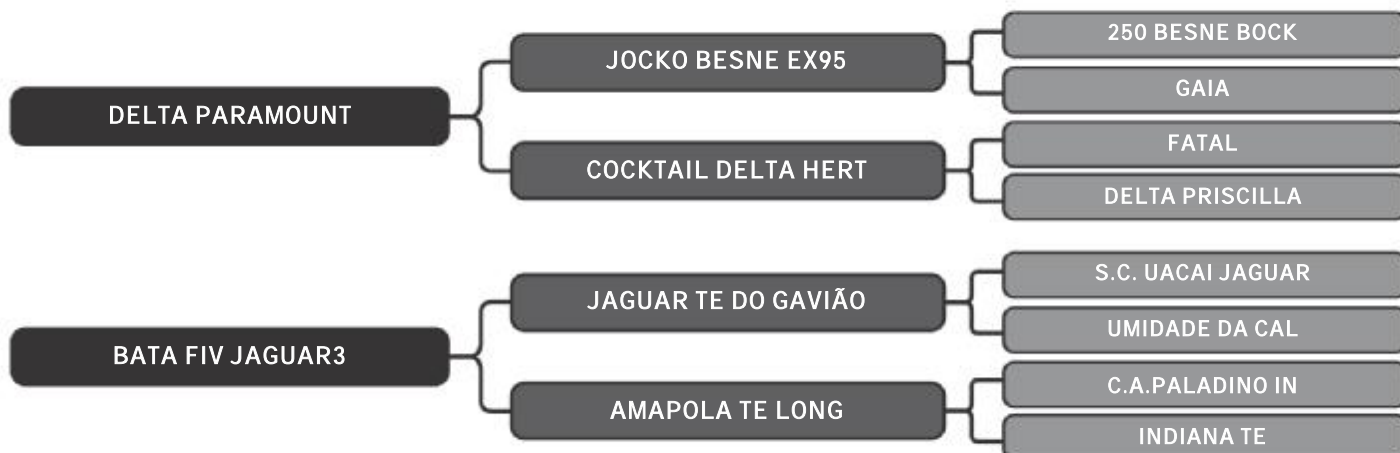 DELTA PARAMOUNT
JOCKO BESNE EX95
250 BESNE BOCK
GAIA
COCKTAIL DELTA HERT
FATAL
DELTA PRISCILLA
BATA FIV JAGUAR3
JAGUAR TE DO GAVIÃO
S.C. UACAI JAGUAR
UMIDADE DA CAL
AMAPOLA TE LONG
C.A.PALADINO IN
INDIANA TE